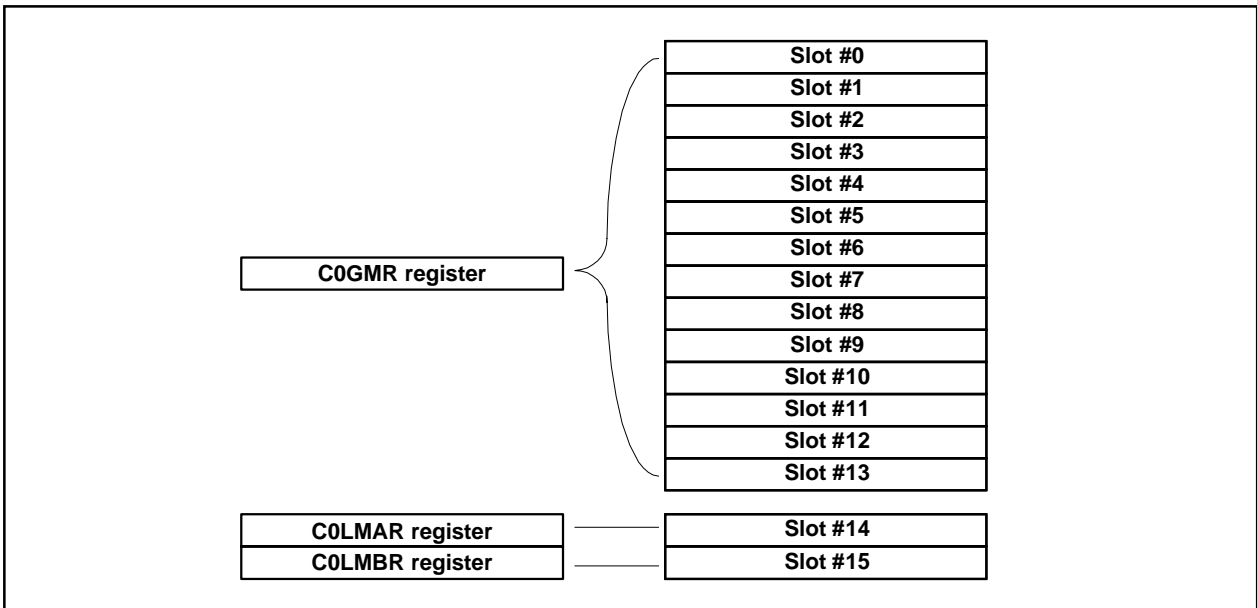 Slot #0
Slot #1
Slot #2
Slot #3
Slot #4
Slot #5
Slot #6
C0GMR register
Slot #7
Slot #8
Slot #9
Slot #10
Slot #11
Slot #12
Slot #13
C0LMAR register
Slot #14
C0LMBR register
Slot #15